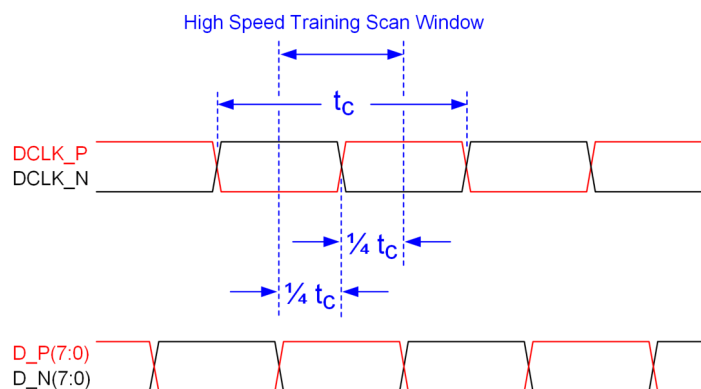 High Speed Training Scan Window
tC
DCLK_P
DCLK_N
¼ tC
¼ tC
D_P(7:0)
D_N(7:0)